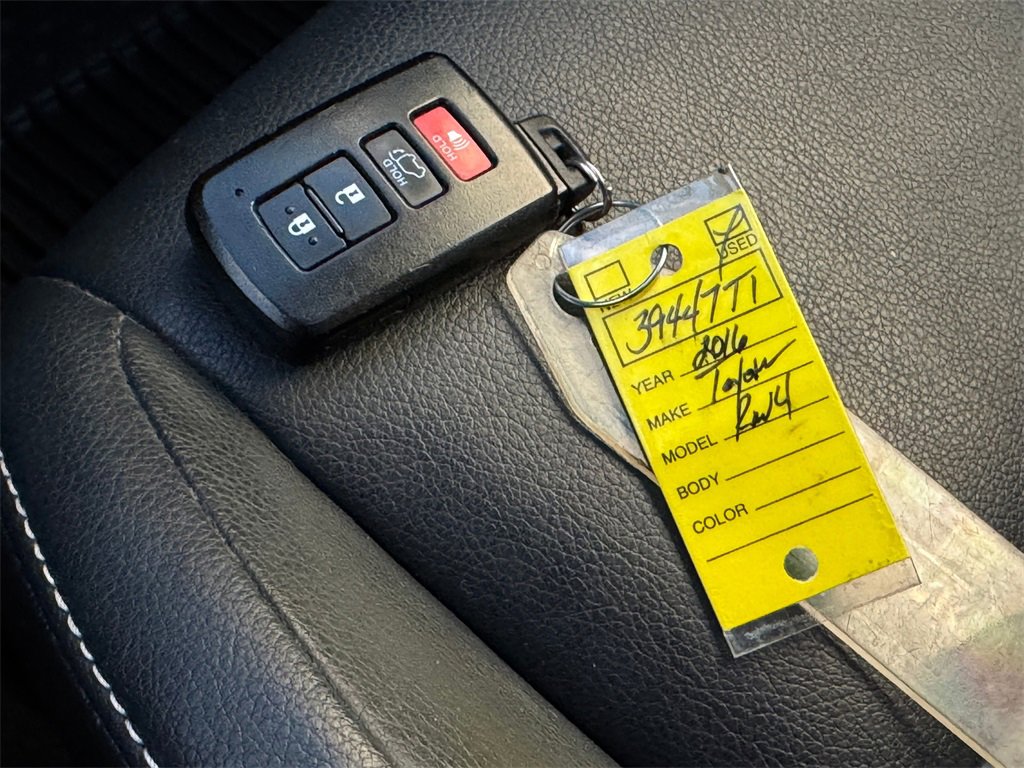 HOLD
HOLD
NEW
USED
39447T1
YEAR 2016
MAKE Toyota
MODEL Rav4
BODY
COLOR